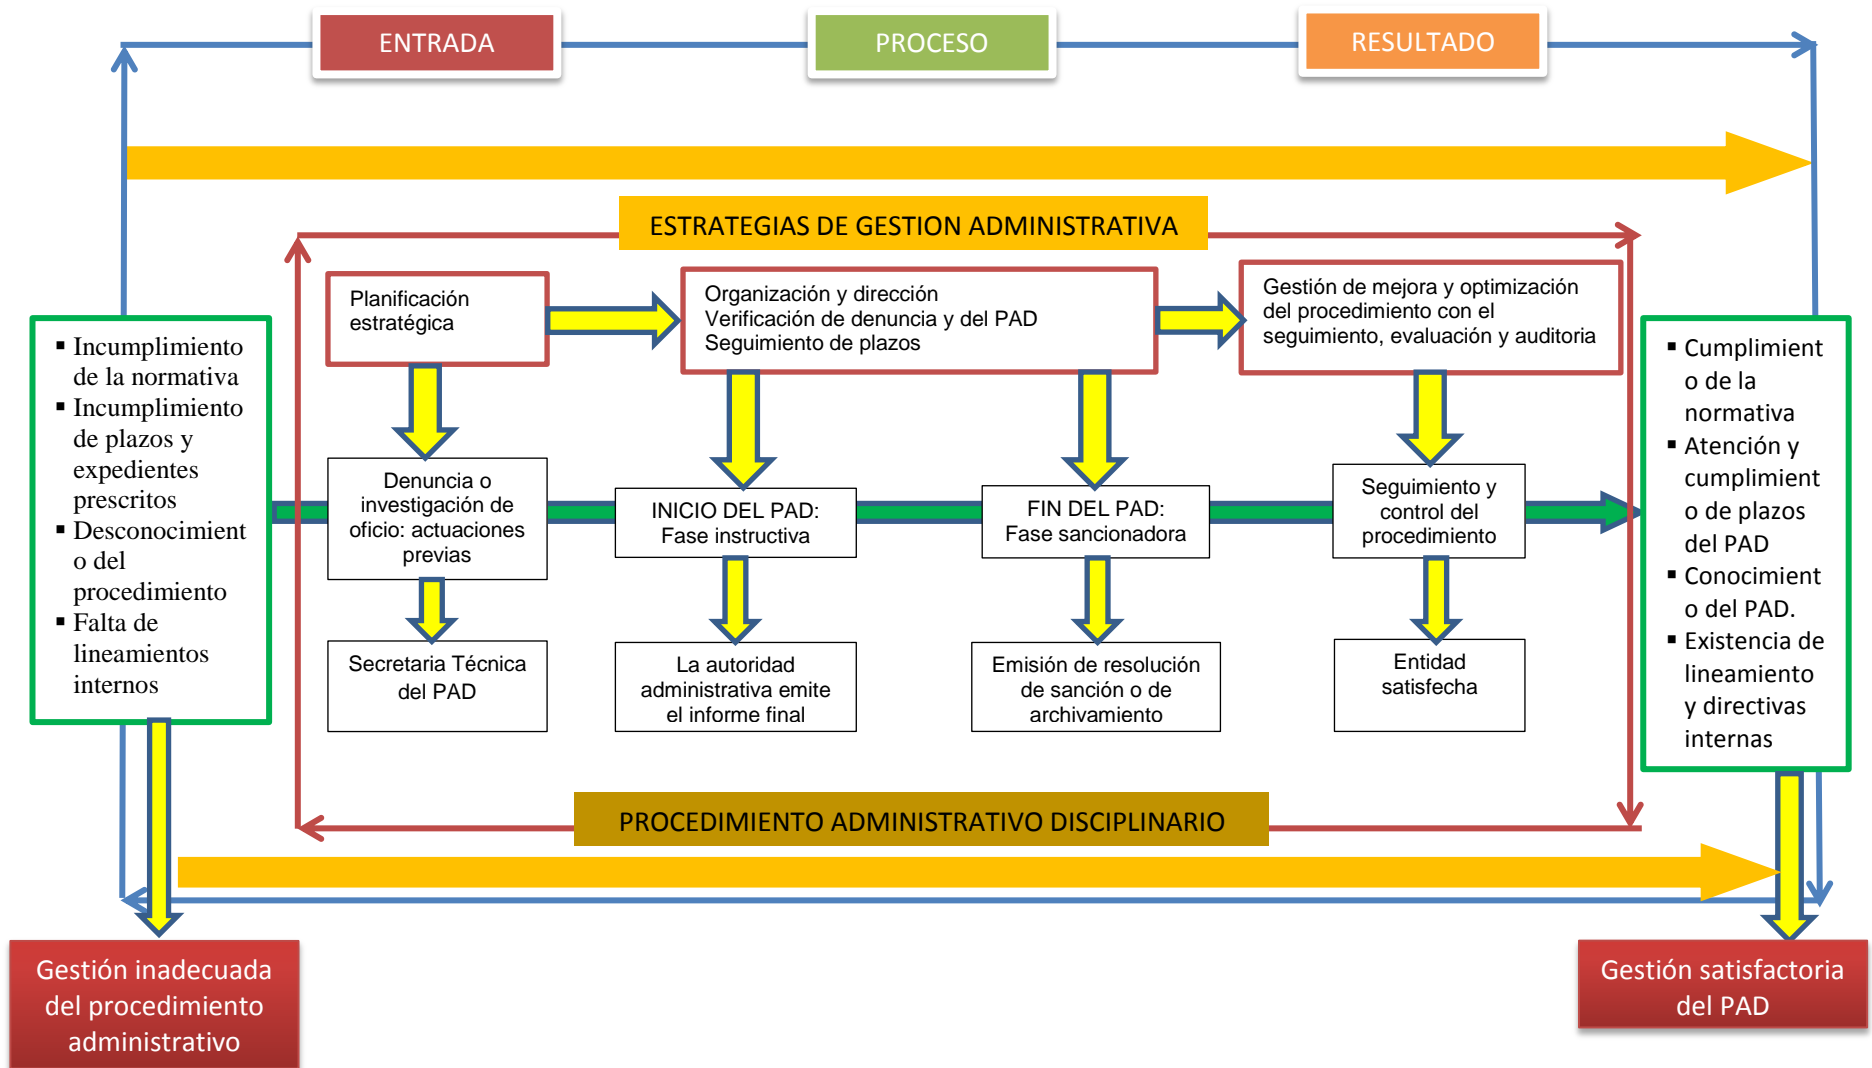 ENTRADA
PROCESO
RESULTADO
ESTRATEGIAS DE GESTION ADMINISTRATIVA
Planificación
estratégica
Organización y dirección
Verificación de denuncia y del PAD
Seguimiento de plazos
Gestión de mejora y optimización
del procedimiento con el
seguimiento, evaluación y auditoria
▪ Incumplimiento
de la normativa
▪ Incumplimiento
de plazos y
expedientes
prescritos
▪ Desconocimient
o del
procedimiento
▪ Falta de
lineamientos
internos
Denuncia o
investigación de
oficio: actuaciones
previas
INICIO DEL PAD:
Fase instructiva
FIN DEL PAD:
Fase sancionadora
Seguimiento y
control del
procedimiento
Secretaria Técnica
del PAD
La autoridad
administrativa emite
el informe final
Emisión de resolución
de sanción o de
archivamiento
Entidad
satisfecha
▪ Cumplimient
o de la
normativa
▪ Atención y
cumplimient
o de plazos
del PAD
▪ Conocimient
o del PAD.
▪ Existencia de
lineamiento
y directivas
internas
PROCEDIMIENTO ADMINISTRATIVO DISCIPLINARIO
Gestión inadecuada
del procedimiento
administrativo
Gestión satisfactoria
del PAD